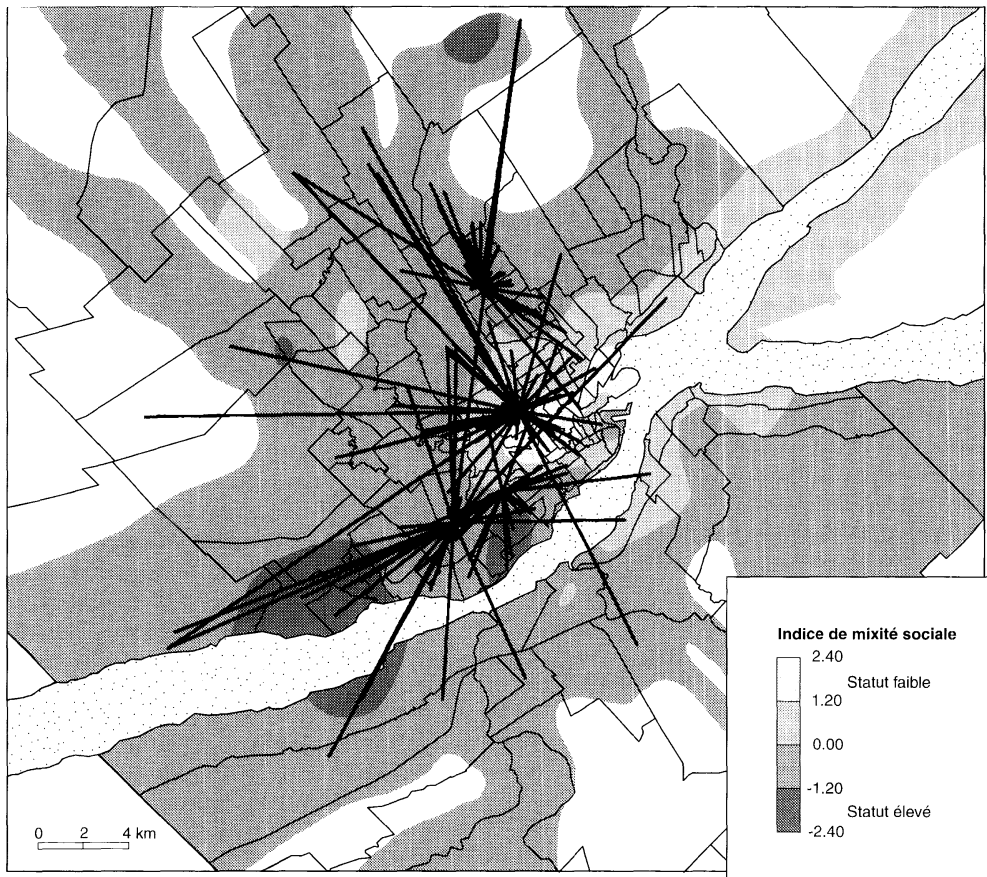 Indice de mixité sociale
2.40
Statut faible
1.20
0.00
-1.20
Statut élevé
-2.40
0 2 4 km